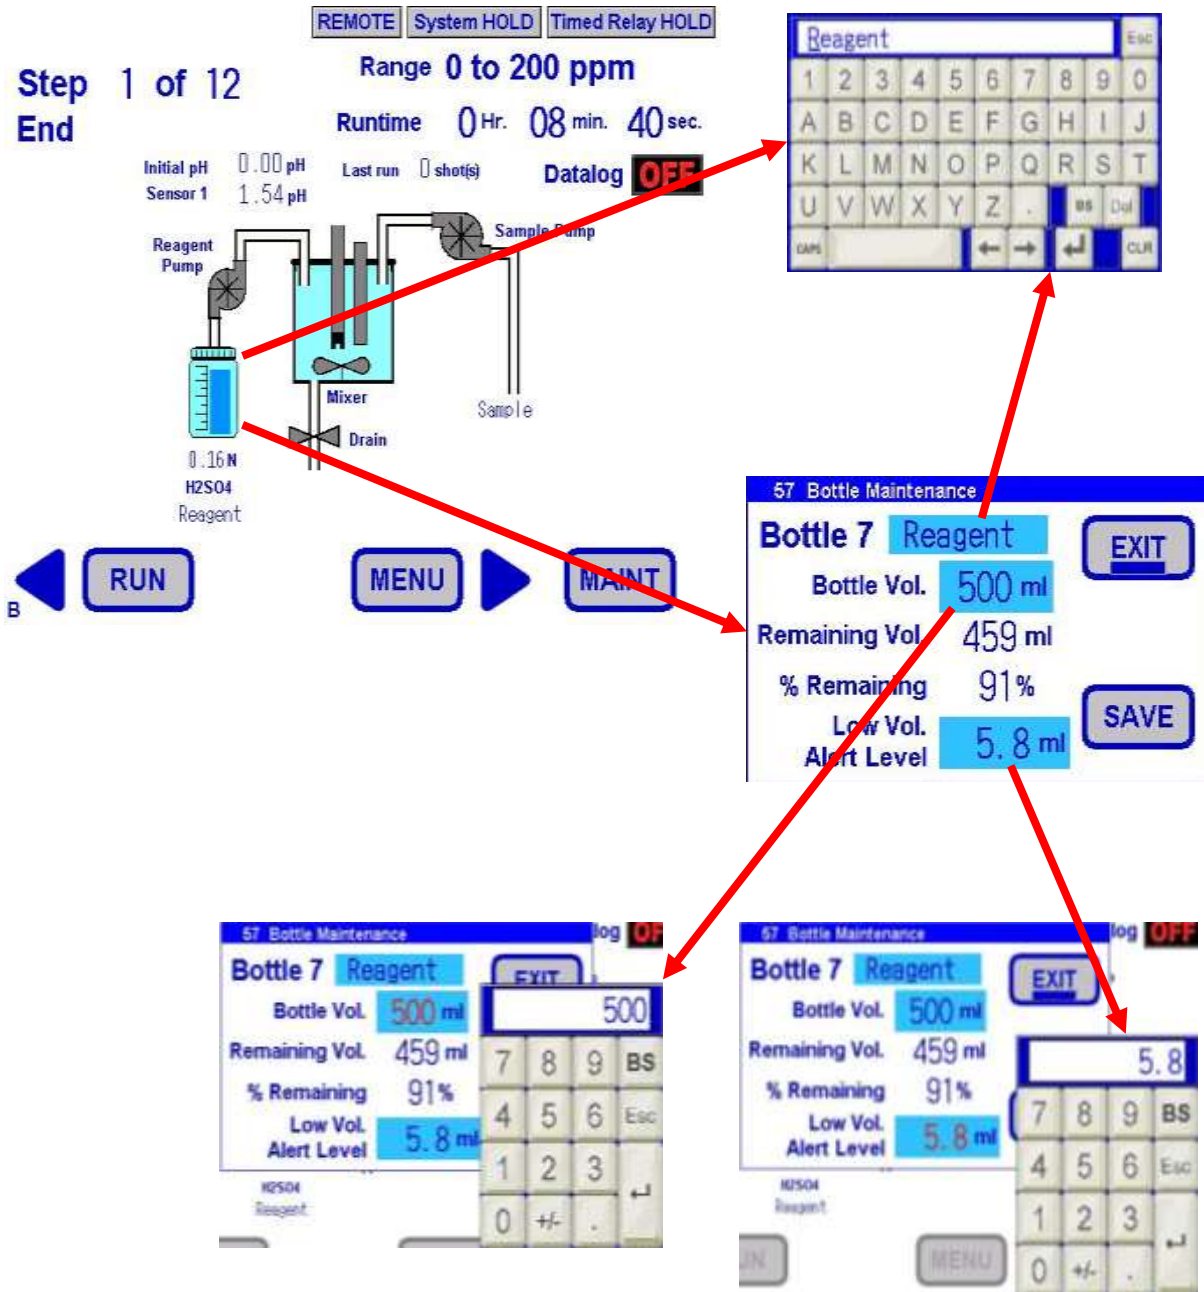 REMOTE System HOLD Timed Relay HOLD
Step 1 of 12
End
Range 0 to 200 ppm
Runtime 0 Hr. 08 min. 40 sec.
Initial pH 0.00 pH
Last run 0 shot(s)
Datalog OFF
Sensor 1 1.54 pH
Reagent
Pump
Sample Pump
Mixer
Sample
Drain
0.16 N
H2SO4
Reagent
B
RUN
MENU
MAINT
Reagent Esc
1 2 3 4 5 6 7 8 9 0
A B C D E F G H I J
K L M N O P Q R S T
U V W X Y Z . BS Del
CAPS ← → ↵ CLR
57 Bottle Maintenance
Bottle 7 Reagent EXIT
Bottle Vol. 500 ml
Remaining Vol. 459 ml
% Remaining 91%
Low Vol.
Alert Level 5.8 ml
SAVE
57 Bottle Maintenance log OF
Bottle 7 Reagent EXIT
Bottle Vol. 500 ml
Remaining Vol. 459 ml
% Remaining 91%
Low Vol.
Alert Level 5.8 ml
500
7 8 9 BS
4 5 6 Esc
1 2 3 ↵
0 +/- .
H2SO4
Reagent
57 Bottle Maintenance log OFF
Bottle 7 Reagent EXIT
Bottle Vol. 500 ml
Remaining Vol. 459 ml
% Remaining 91%
Low Vol.
Alert Level 5.8 ml
5.8
7 8 9 BS
4 5 6 Esc
1 2 3 ↵
0 +/- .
H2SO4
Reagent
UN
MENU